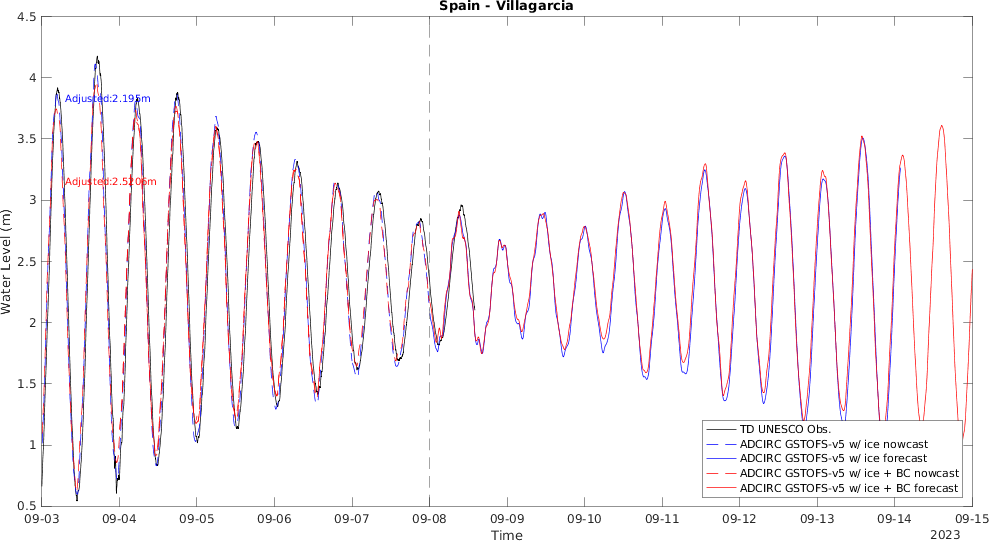 Spain - Villagarcia
4.5
4
3.5
3
2.5
2
1.5
1
0.5
Water Level (m)
Adjusted:2.195m
Adjusted:2.5206m
TD UNESCO Obs.
ADCIRC GSTOFS-v5 w/ ice nowcast
ADCIRC GSTOFS-v5 w/ ice forecast
ADCIRC GSTOFS-v5 w/ ice + BC nowcast
ADCIRC GSTOFS-v5 w/ ice + BC forecast
09-03 09-04 09-05 09-06 09-07 09-08 09-09 09-10 09-11 09-12 09-13 09-14 09-15
Time
2023